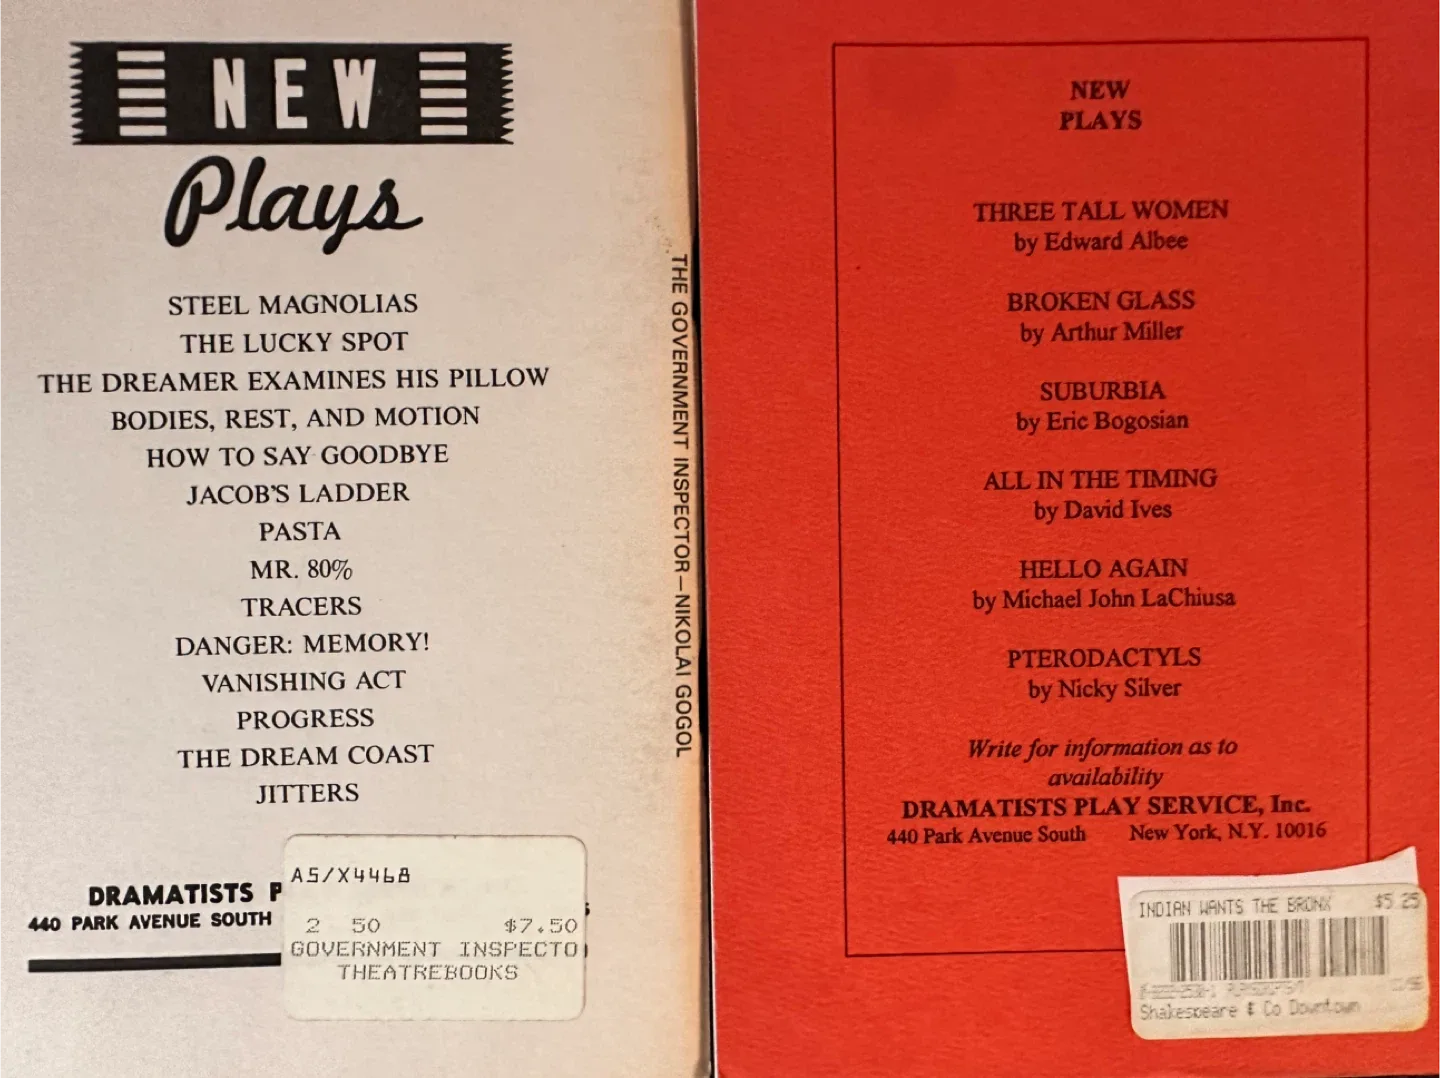 NEW
Plays
STEEL MAGNOLIAS
THE LUCKY SPOT
THE DREAMER EXAMINES HIS PILLOW
BODIES, REST, AND MOTION
HOW TO SAY GOODBYE
JACOB'S LADDER
PASTA
MR. 80%
TRACERS
DANGER: MEMORY!
VANISHING ACT
PROGRESS
THE DREAM COAST
JITTERS
DRAMATISTS P
440 PARK AVENUE SOUTH
A5/X4468
2 50 $7.50
GOVERNMENT INSPECTO
THEATREBOOKS
THE GOVERNMENT INSPECTOR—NIKOLAI GOGOL
NEW
PLAYS
THREE TALL WOMEN
by Edward Albee
BROKEN GLASS
by Arthur Miller
SUBURBIA
by Eric Bogosian
ALL IN THE TIMING
by David Ives
HELLO AGAIN
by Michael John LaChiusa
PTERODACTYLS
by Nicky Silver
Write for information as to
availability
DRAMATISTS PLAY SERVICE, Inc.
440 Park Avenue South New York, N.Y. 10016
INDIAN WANTS THE BRONX $5.25
Shakespeare & Co Downtown